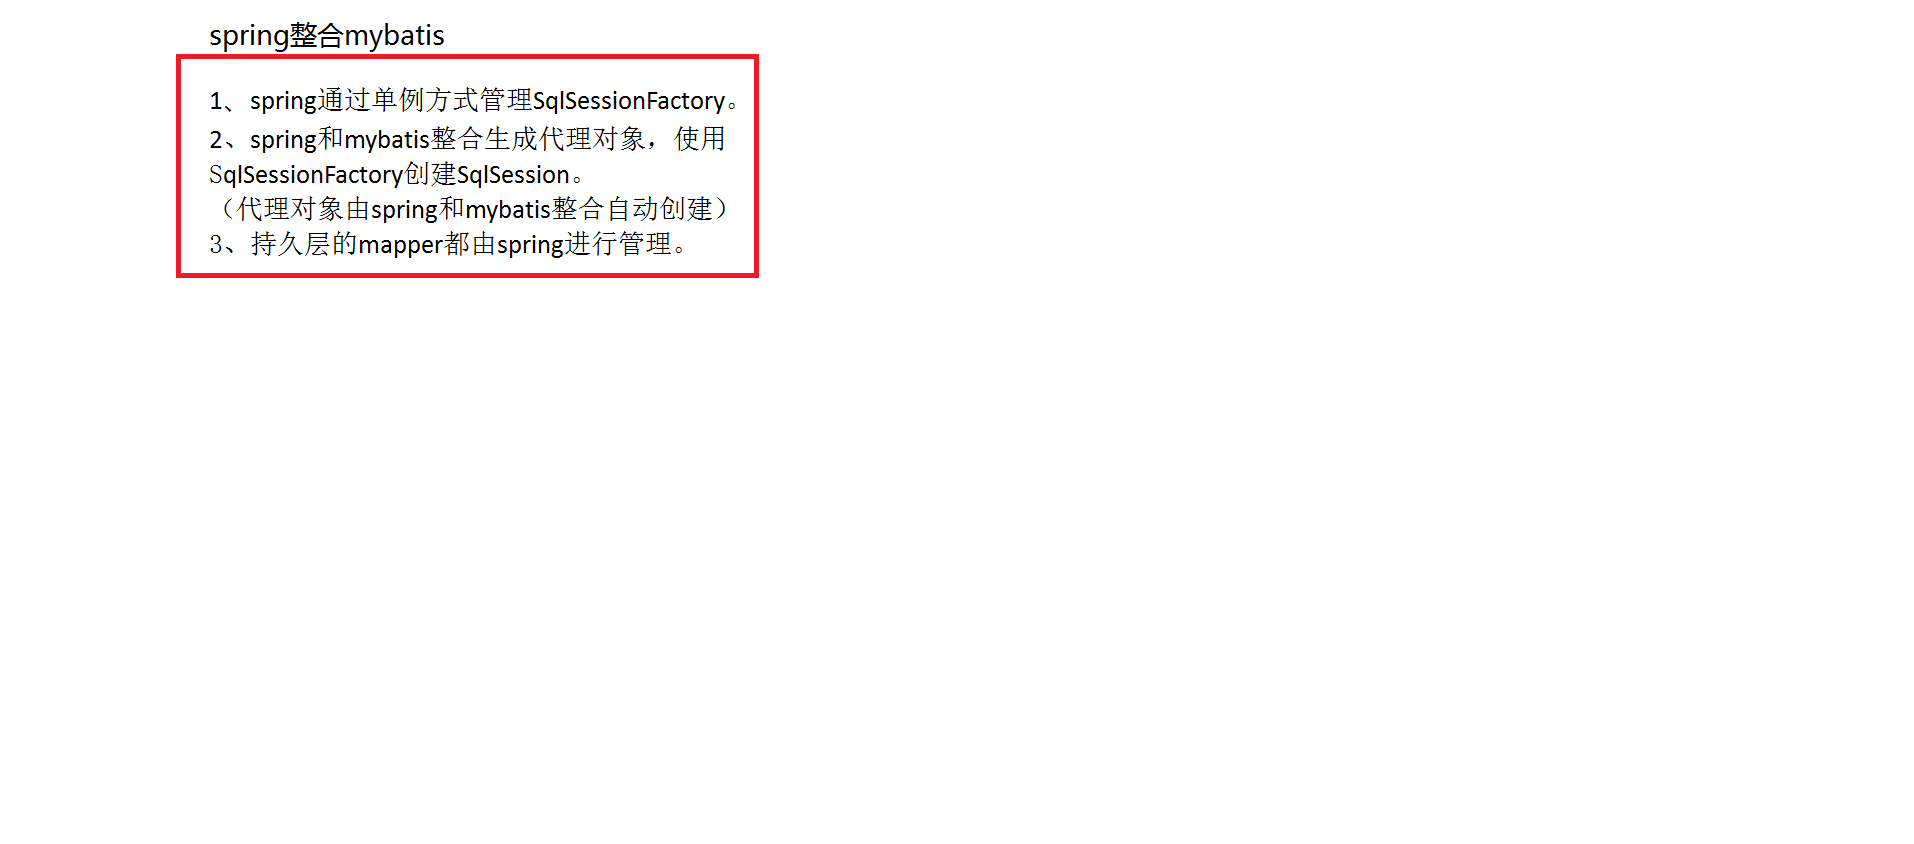 spring整合mybatis
1、spring通过单例方式管理SqlSessionFactory。
2、spring和mybatis整合生成代理对象，使用
SqlSessionFactory创建SqlSession。
（代理对象由spring和mybatis整合自动创建）
3、持久层的mapper都由spring进行管理。